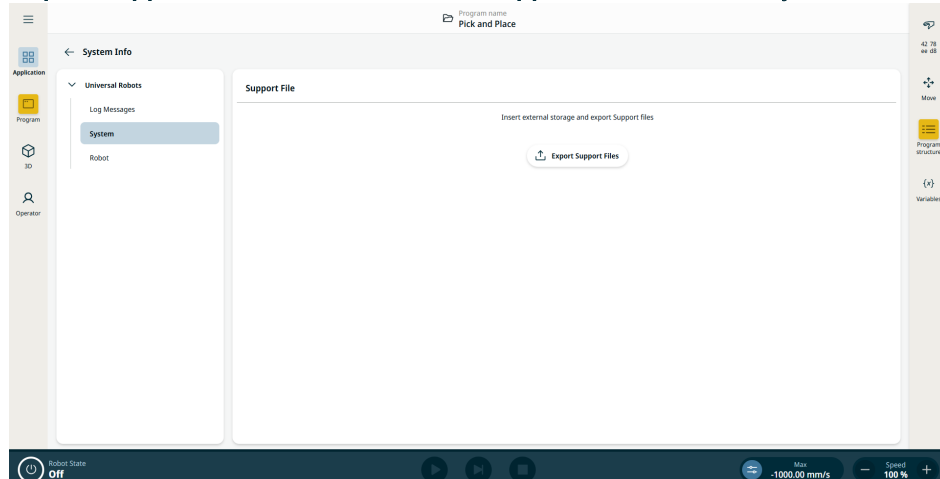 Program name
Pick and Place
System Info
Application
Program
3D
Operator
Universal Robots
Log Messages
System
Robot
Support File
Insert external storage and export Support files
Export Support Files
42 78
ee d8
Move
Program
structure
{x}
Variables
Robot State
Off
Max
-1000.00 mm/s
Speed
100 %